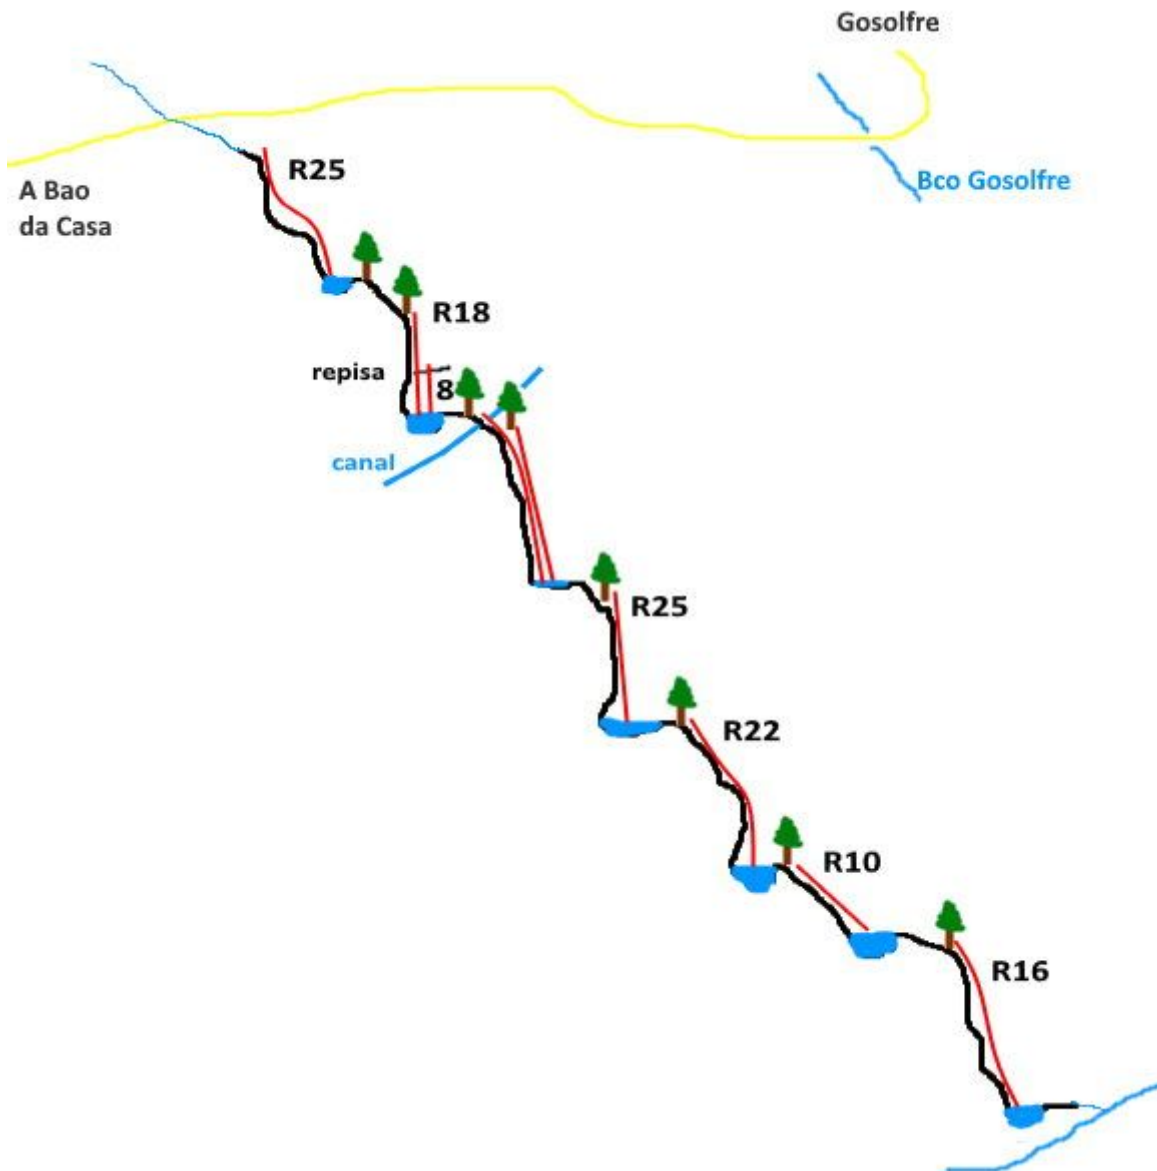 Gosolfre
R25
Bco Gosolfre
A Bao
da Casa
R18
repisa
8
canal
R25
R22
R10
R16